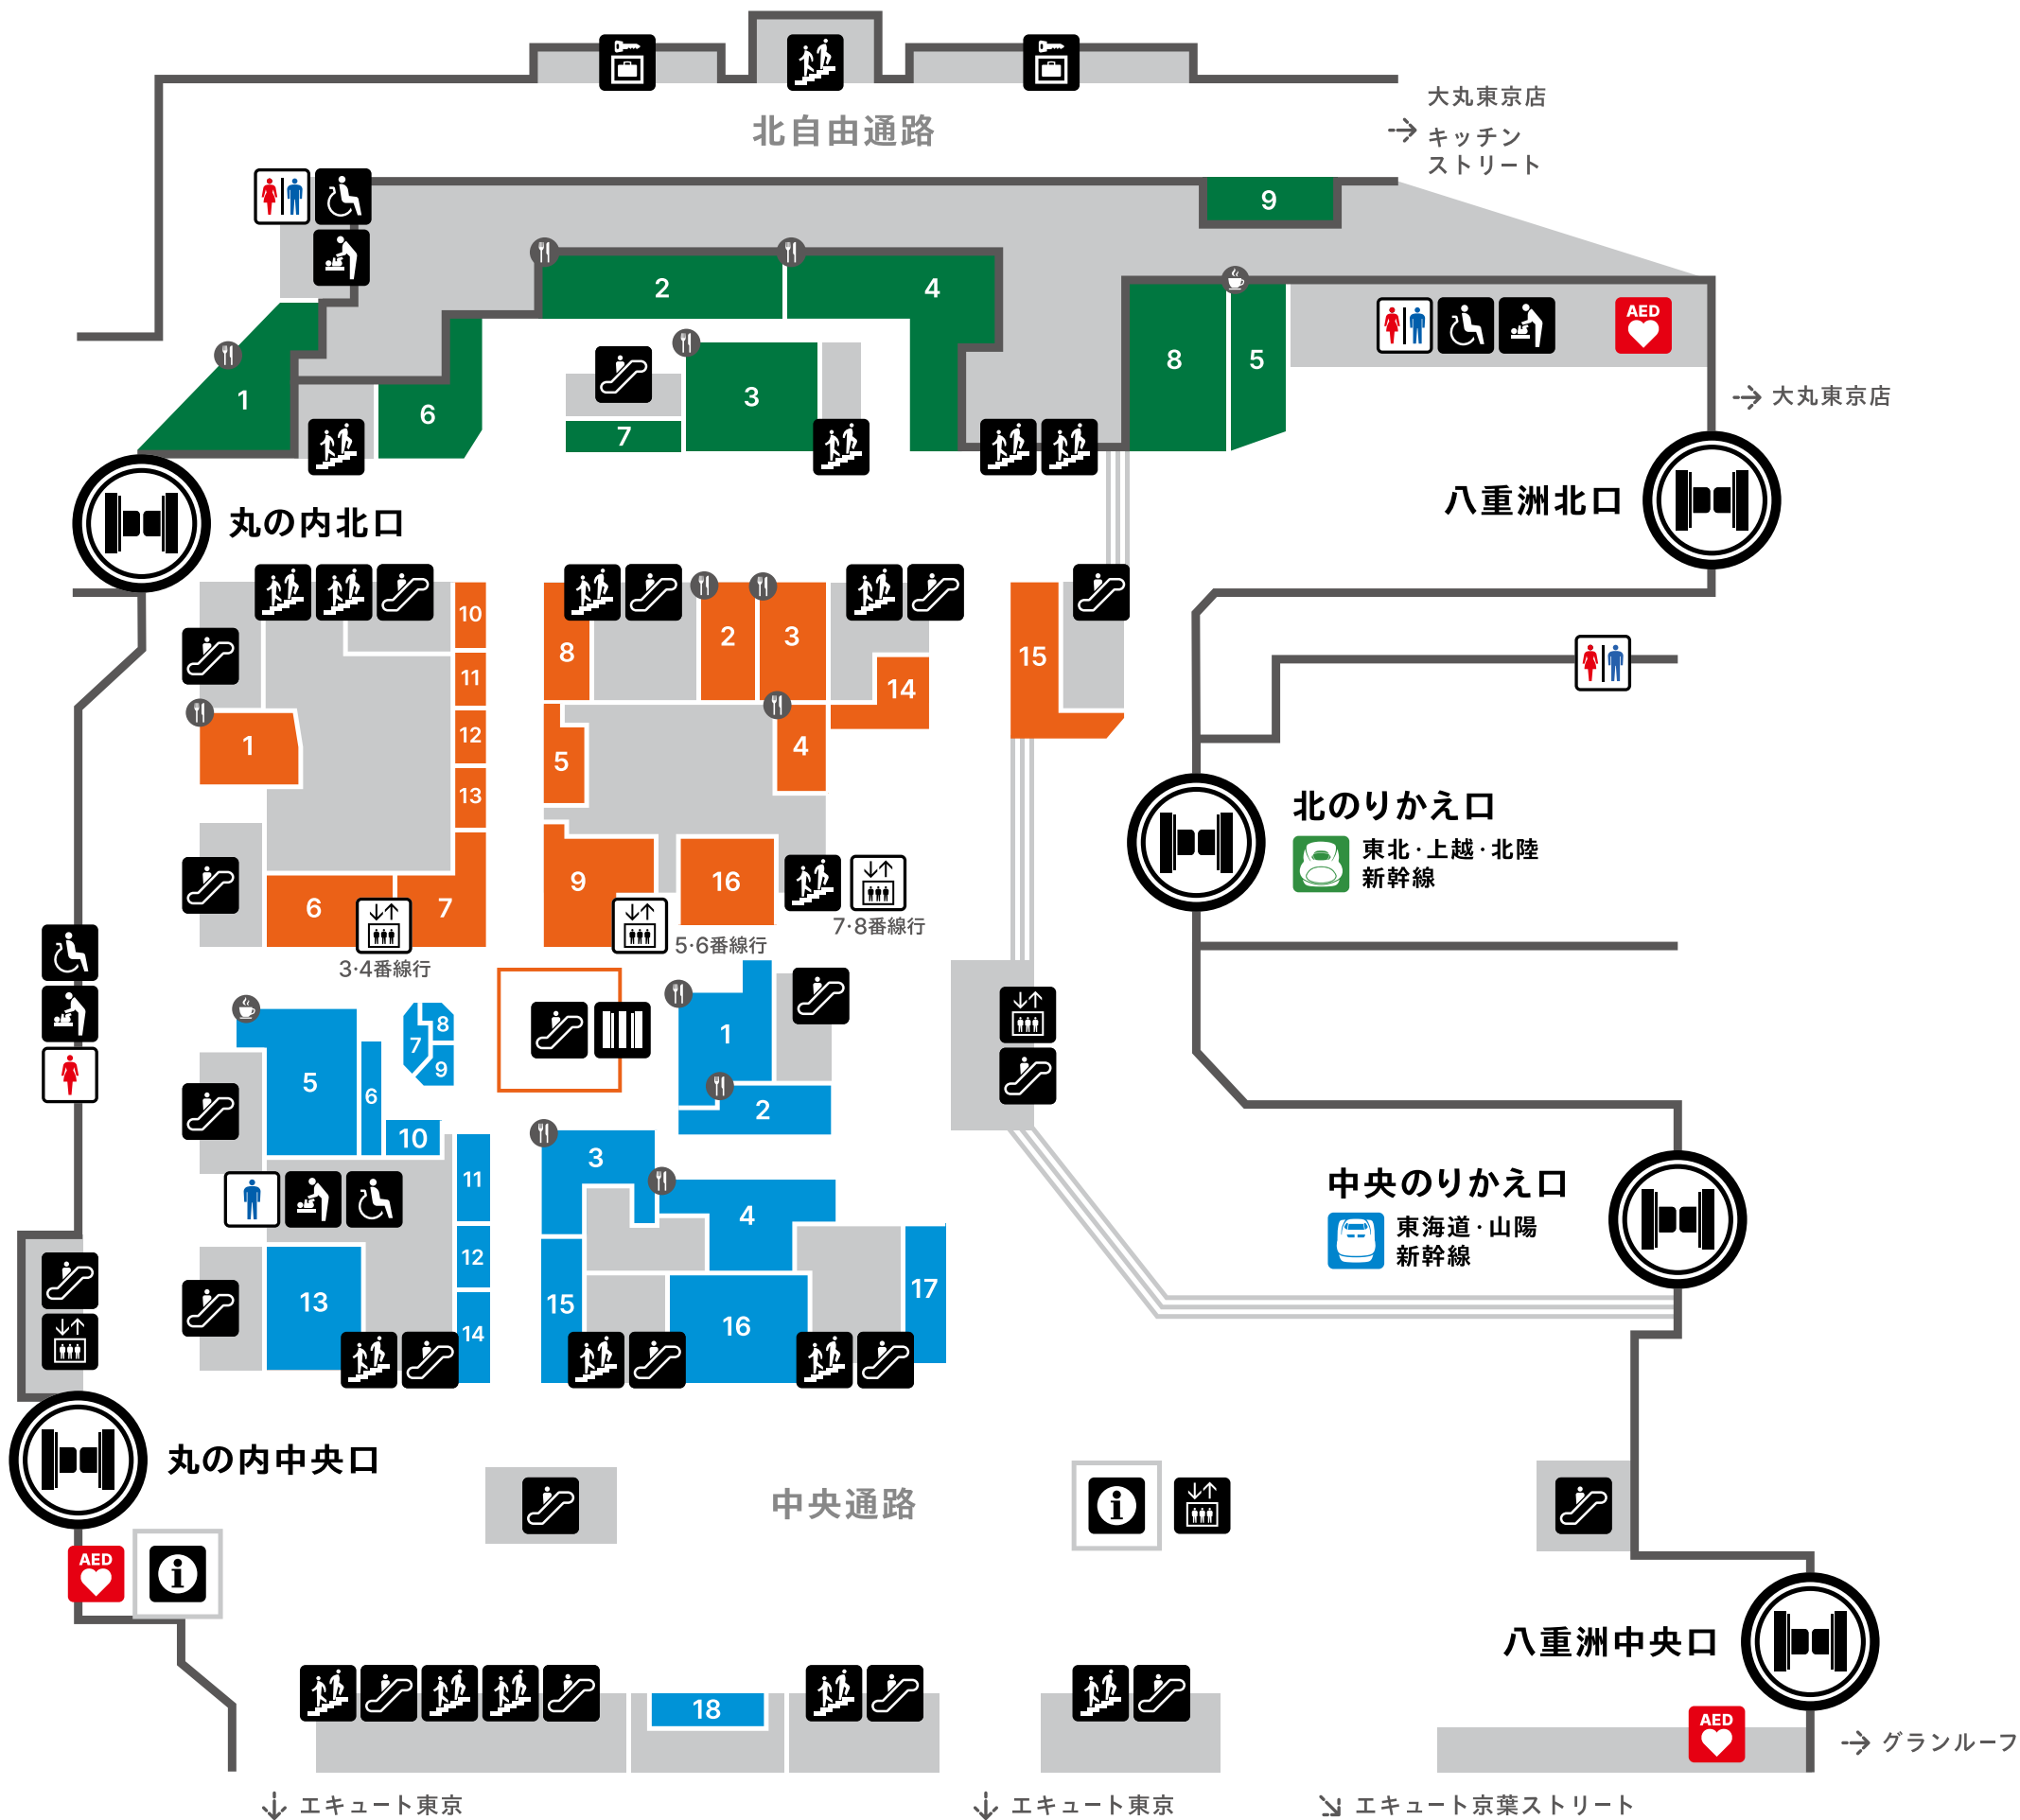 大丸東京店
北自由通路
キッチン
ストリート
9
2
4
AED
8
5
1
3
大丸東京店
6
7
八重洲北口
丸の内北口
10
8
2
3
15
11
14
12
1
4
5
13
北のりかえ口
東北・上越・北陸
新幹線
9
16
6
7
7・8番線行
5・6番線行
3・4番線行
8
1
7
9
5
6
2
10
3
11
中央のりかえ口
4
東海道・山陽
新幹線
12
17
13
15
16
14
丸の内中央口
中央通路
AED
八重洲中央口
18
AED
グランルーフ
エキュート東京
エキュート東京
エキュート京葉ストリート